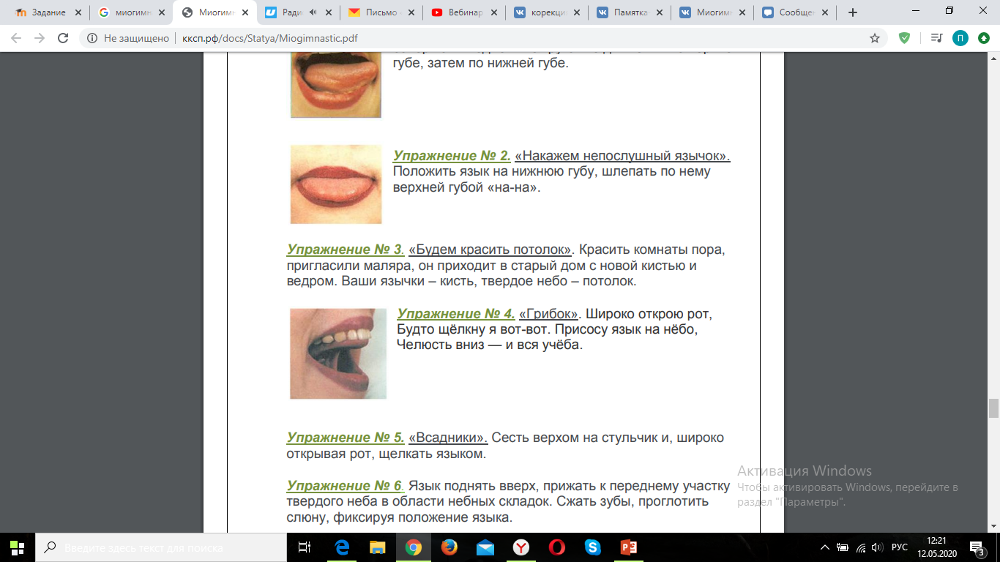 Задание
миогимн
Миогимн
Радио
Письмо
Вебинар
корекци
Памятка
Миогимн
Сообщен
Не защищено
кксп.рф/docs/Statya/Miogimnastic.pdf
П
губе, затем по нижней губе.
Упражнение № 2. «Накажем непослушный язычок».
Положить язык на нижнюю губу, шлепать по нему
верхней губой «на-на».
Упражнение № 3. «Будем красить потолок». Красить комнаты пора,
пригласили маляра, он приходит в старый дом с новой кистью и
ведром. Ваши язычки – кисть, твердое небо – потолок.
Упражнение № 4. «Грибок». Широко открою рот,
Будто щёлкну я вот-вот. Присосу язык на нёбо,
Челюсть вниз — и вся учёба.
Упражнение № 5. «Всадники». Сесть верхом на стульчик и, широко
открывая рот, щелкать языком.
Упражнение № 6. Язык поднять вверх, прижать к переднему участку
твердого неба в области небных складок. Сжать зубы, проглотить
слюну, фиксируя положение языка.
Активация Windows
Чтобы активировать Windows, перейдите в
раздел "Параметры".
Введите здесь текст для поиска
РУС
12:21
12.05.2020
3